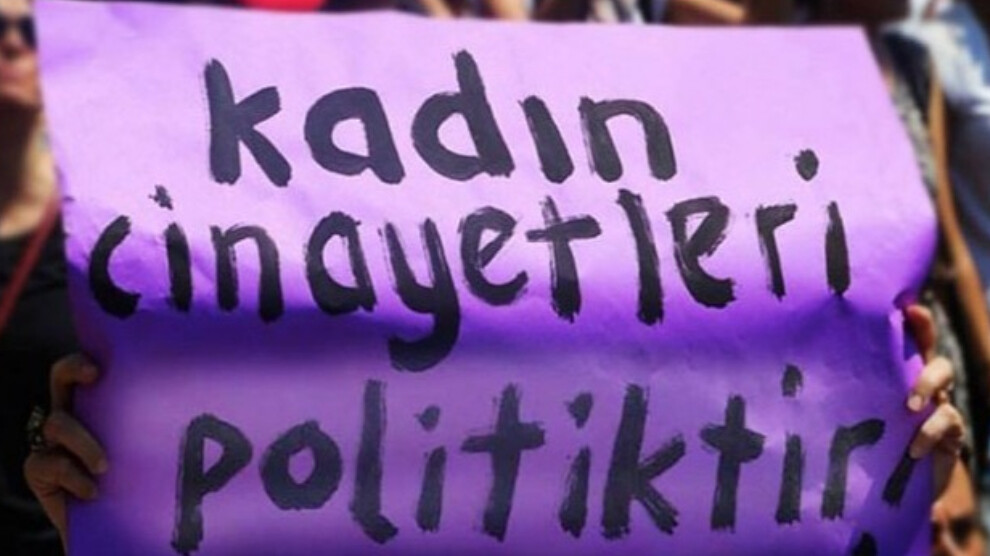 kadın
cinayetleri
politiktir!